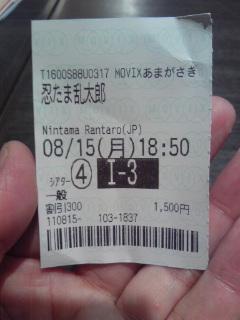 T1600S88U0317 MOVIXあまがさき
忍たま乱太郎
Nintama Rantaro(JP)
08/15(月)18:50
シアター ④ I-3
一般
割引300 1,500円
110815- 103-1837